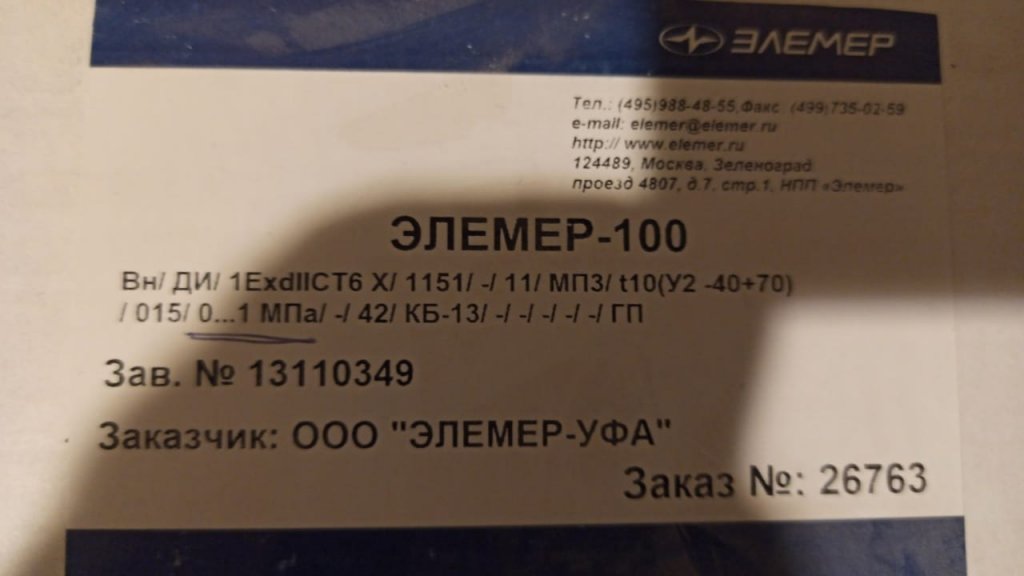 ЭЛЕМЕР
Тел.: (495)988-48-55,Факс: (499)735-02-59
e-mail: elemer@elemer.ru
http:// www.elemer.ru
124489, Москва, Зеленоград
проезд 4807, д.7, стр.1, НПП «Элемер»
ЭЛЕМЕР-100
Вн/ ДИ/ 1ExdIICT6 X/ 1151/ -/ 11/ МП3/ t10(У2 -40+70)
/ 015/ 0...1 МПа/ -/ 42/ КБ-13/ -/ -/ -/ -/ -/ ГП
Зав. № 13110349
Заказчик: ООО "ЭЛЕМЕР-УФА"
Заказ №: 26763